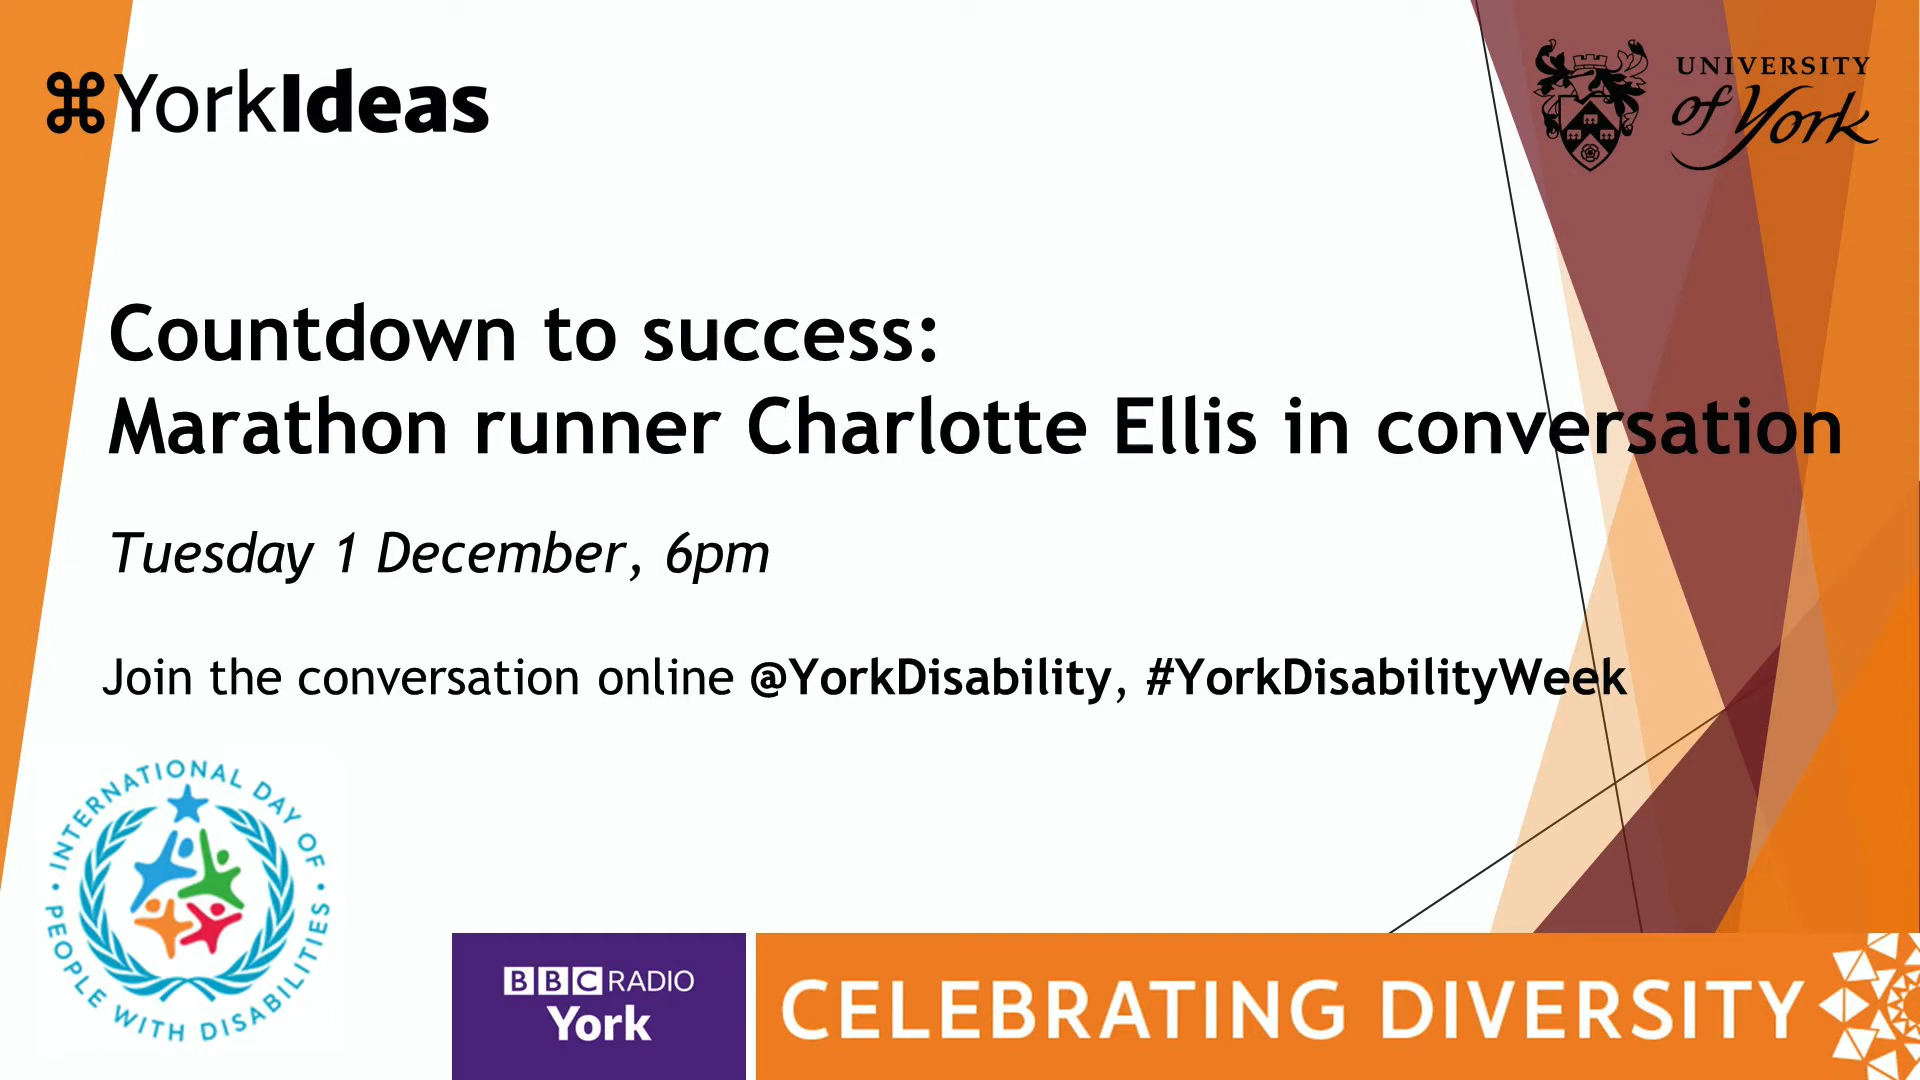 YorkIdeas
UNIVERSITY
of York
Countdown to success:
Marathon runner Charlotte Ellis in conversation
Tuesday 1 December, 6pm
Join the conversation online @YorkDisability, #YorkDisabilityWeek
INTERNATIONAL DAY OF
PEOPLE WITH DISABILITIES
BBC RADIO
York
CELEBRATING DIVERSITY